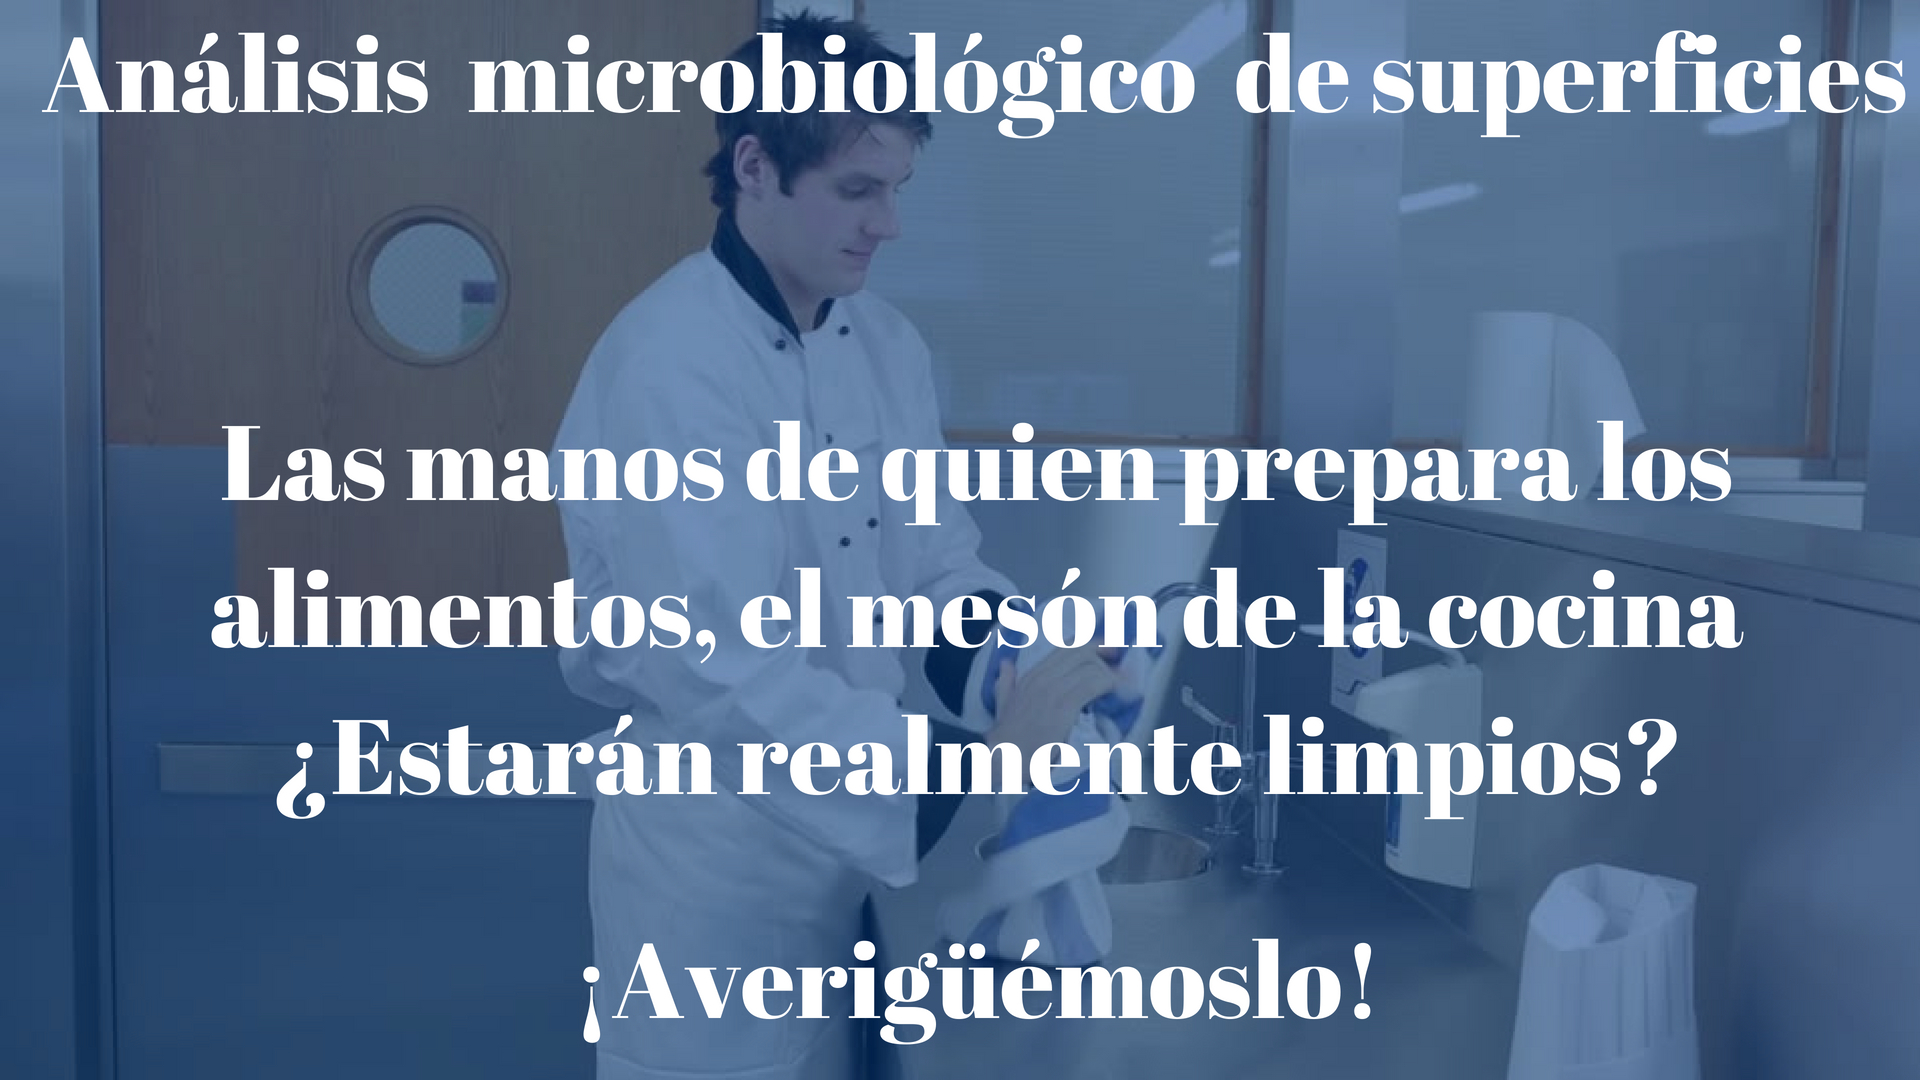 Análisis microbiológico de superficies
Las manos de quien prepara los
alimentos, el mesón de la cocina
¿Estarán realmente limpios?
¡Averigüémoslo!